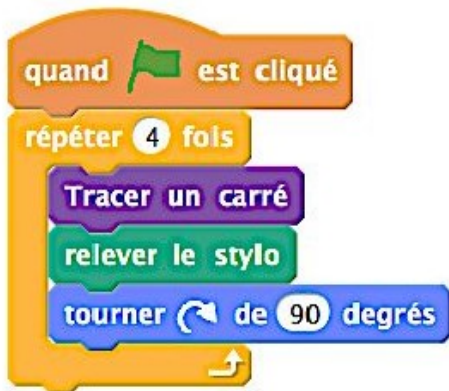 quand est cliqué
répéter 4 fois
Tracer un carré
relever le stylo
tourner de 90 degrés